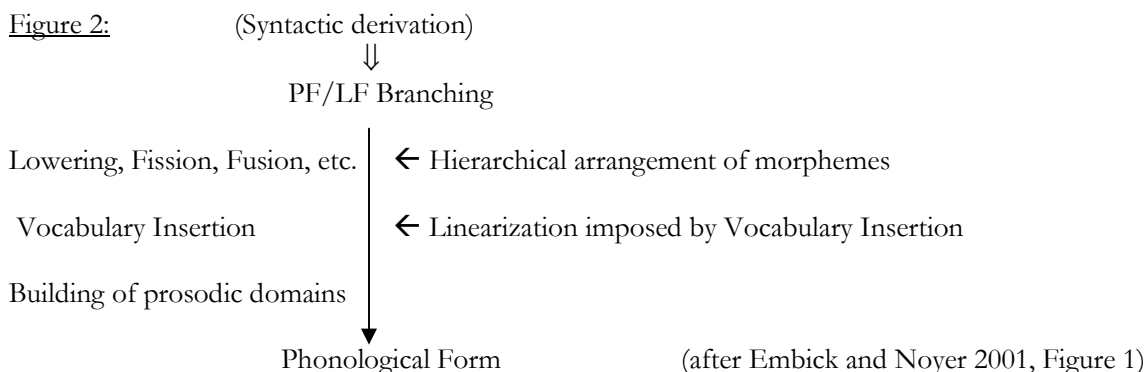 Figure 2: (Syntactic derivation)
⇓
PF/LF Branching
Lowering, Fission, Fusion, etc. ← Hierarchical arrangement of morphemes
Vocabulary Insertion ← Linearization imposed by Vocabulary Insertion
Building of prosodic domains
Phonological Form (after Embick and Noyer 2001, Figure 1)